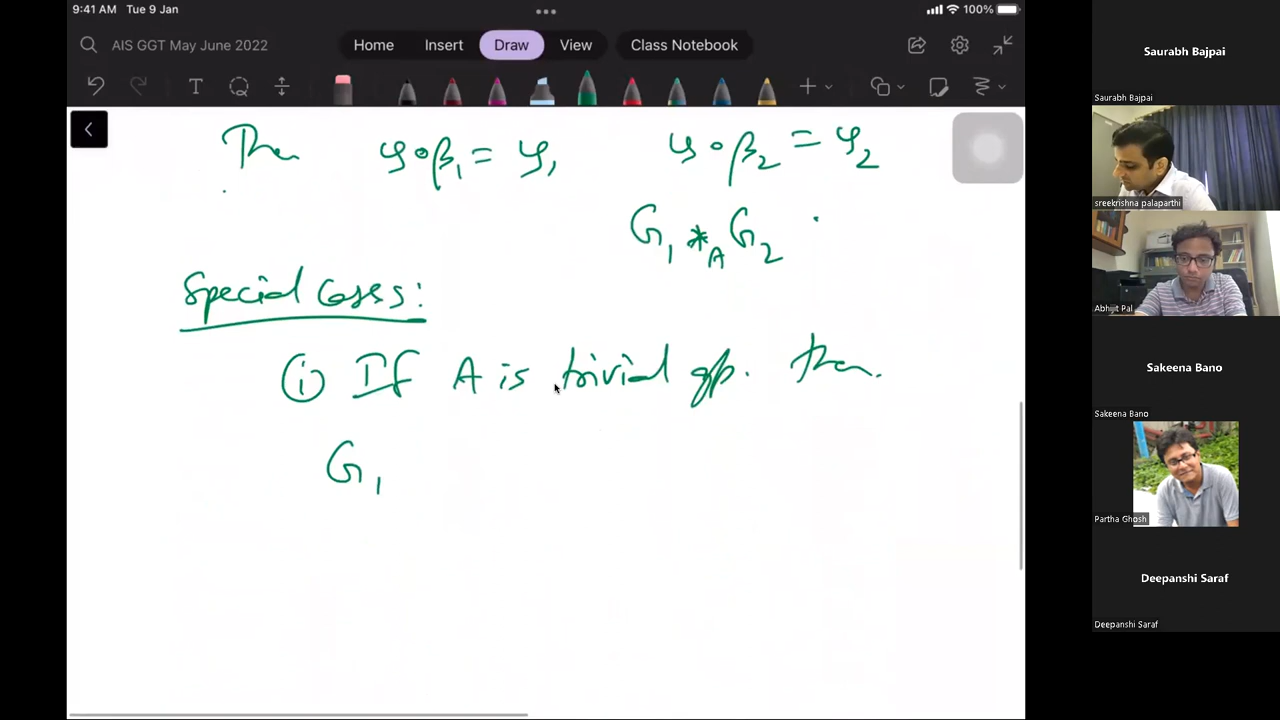 9:41 AM Tue 9 Jan
100%
AIS GGT May June 2022
Home Insert Draw View Class Notebook
Then φ∘β₁ = φ₁ φ∘β₂ = φ₂
G₁ *_A G₂
Special Cases:
(i) If A is trivial gp. then.
G₁
Saurabh Bajpai
Saurabh Bajpai
sreekrishna palaparthi
Abhijit Pal
Sakeena Bano
Sakeena Bano
Partha Ghosh
Deepanshi Saraf
Deepanshi Saraf